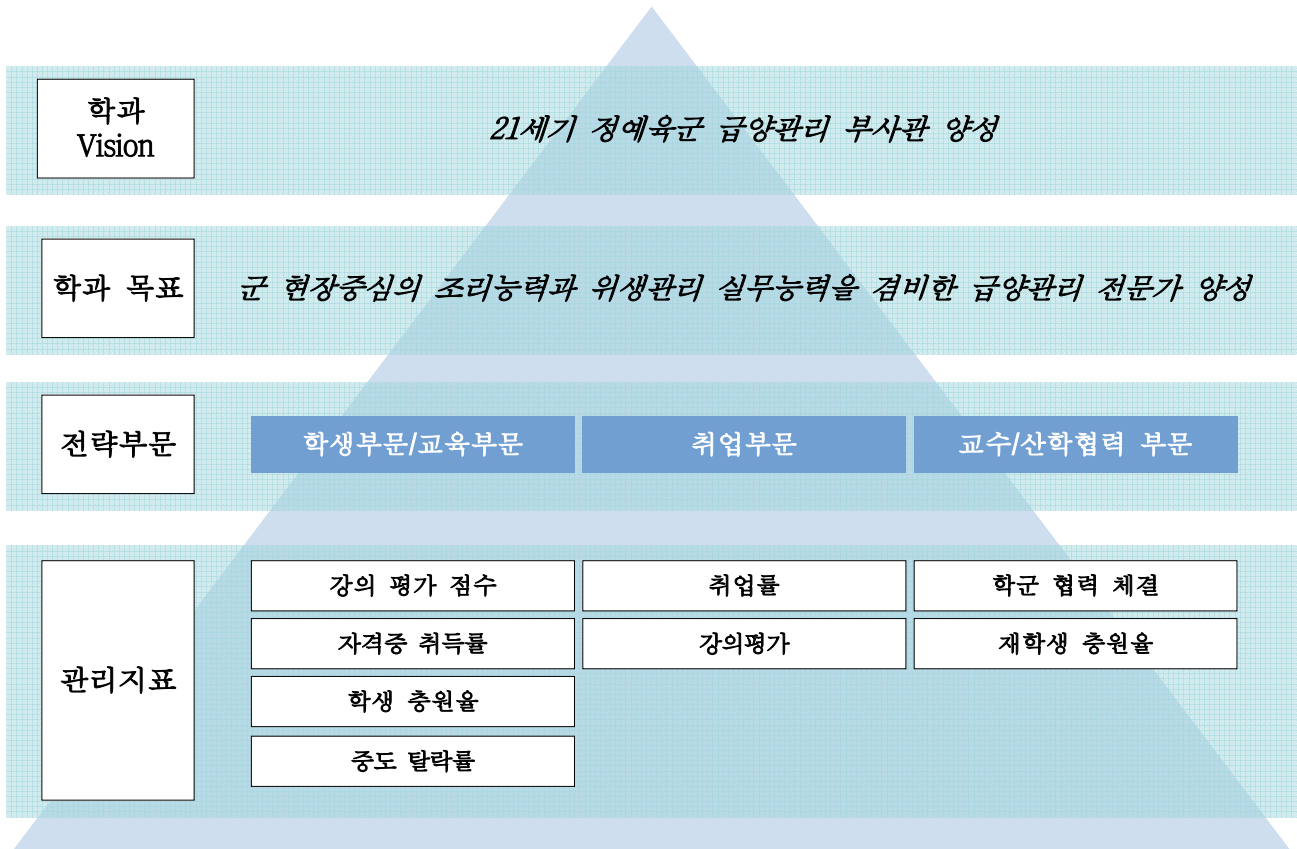 학과
Vision
21세기 정예육군 급양관리 부사관 양성
학과 목표
군 현장중심의 조리능력과 위생관리 실무능력을 겸비한 급양관리 전문가 양성
전략부문
학생부문/교육부문
취업부문
교수/산학협력 부문
관리지표
강의 평가 점수
취업률
학군 협력 체결
자격증 취득률
강의평가
재학생 충원율
학생 충원율
중도 탈락률